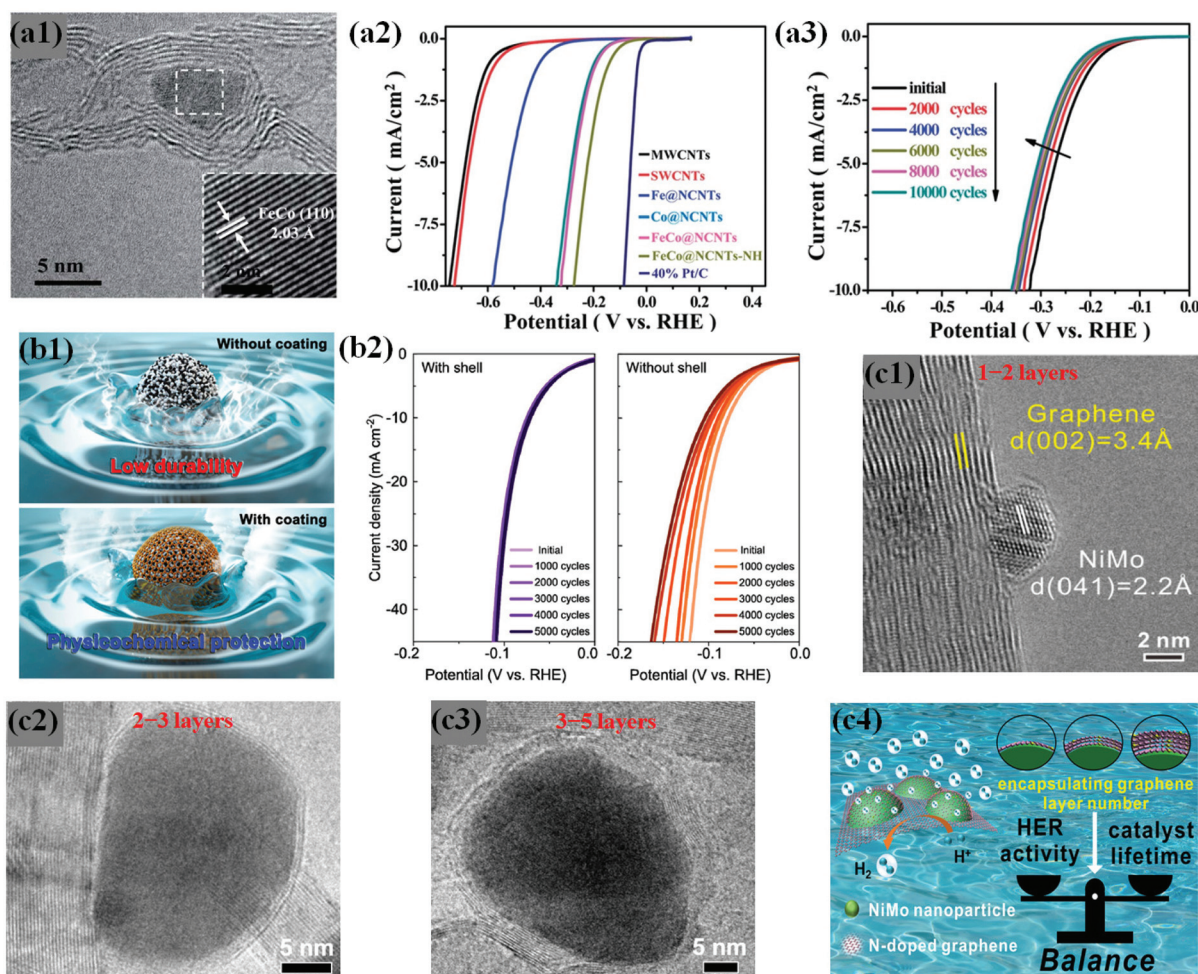 (a1)
FeCo (110)
2.03 Å
2 nm
5 nm
(a2)
Current ( mA/cm² )
0.0
-2.5
-5.0
-7.5
-10.0
MWCNTs
SWCNTs
Fe@NCNTs
Co@NCNTs
FeCo@NCNTs
FeCo@NCNTs-NH
40% Pt/C
-0.6
-0.4
-0.2
0.0
0.2
0.4
Potential ( V vs. RHE )
(a3)
Current ( mA/cm² )
0.0
-2.5
-5.0
-7.5
-10.0
initial
2000 cycles
4000 cycles
6000 cycles
8000 cycles
10000 cycles
-0.6
-0.5
-0.4
-0.3
-0.2
-0.1
0.0
Potential ( V vs. RHE )
(b1)
Without coating
Low durability
With coating
Physicochemical protection
(b2)
Current density (mA cm⁻²)
0
-10
-20
-30
-40
With shell
Initial
1000 cycles
2000 cycles
3000 cycles
4000 cycles
5000 cycles
-0.2
-0.1
0.0
Potential (V vs. RHE)
Without shell
Initial
1000 cycles
2000 cycles
3000 cycles
4000 cycles
5000 cycles
-0.2
-0.1
0.0
Potential (V vs. RHE)
(c1)
1−2 layers
Graphene
d(002)=3.4Å
NiMo
d(041)=2.2Å
2 nm
(c2)
2−3 layers
5 nm
(c3)
3−5 layers
5 nm
(c4)
encapsulating graphene
layer number
HER
activity
catalyst
lifetime
H₂
H⁺
NiMo nanoparticle
N-doped graphene
Balance